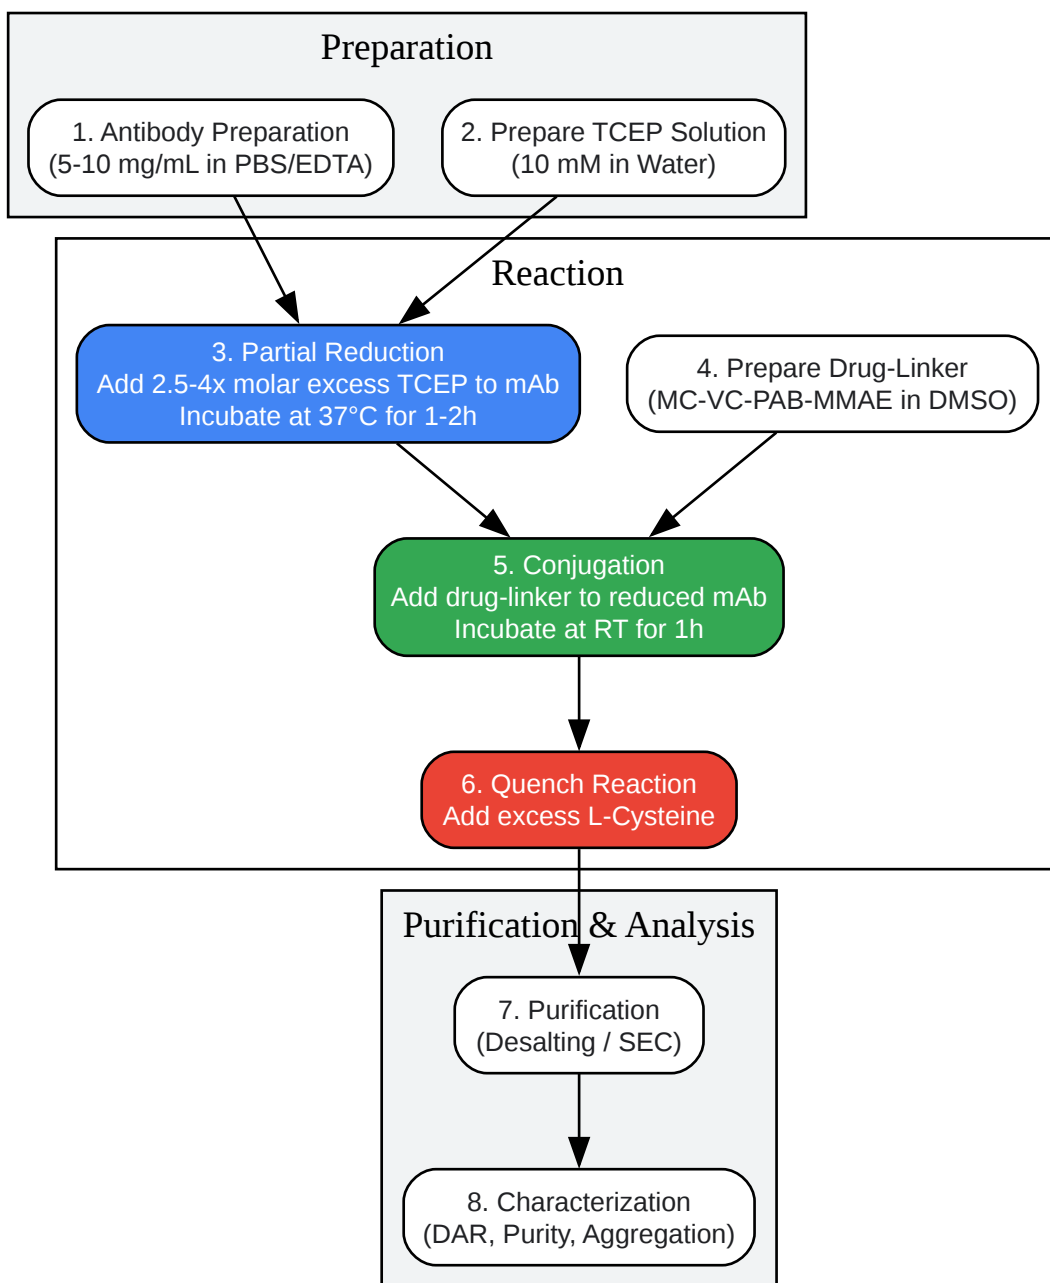 Preparation
1. Antibody Preparation
(5-10 mg/mL in PBS/EDTA)
2. Prepare TCEP Solution
(10 mM in Water)
Reaction
3. Partial Reduction
Add 2.5-4x molar excess TCEP to mAb
Incubate at 37°C for 1-2h
4. Prepare Drug-Linker
(MC-VC-PAB-MMAE in DMSO)
5. Conjugation
Add drug-linker to reduced mAb
Incubate at RT for 1h
6. Quench Reaction
Add excess L-Cysteine
Purification & Analysis
7. Purification
(Desalting / SEC)
8. Characterization
(DAR, Purity, Aggregation)